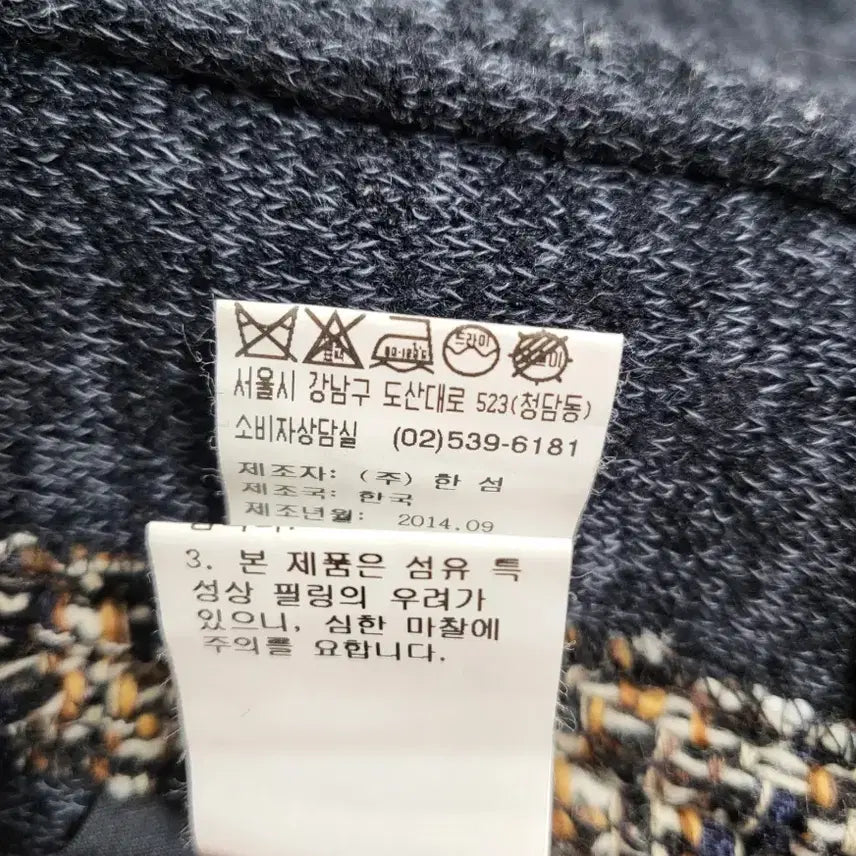 드라이
서울시 강남구 도산대로 523(청담동)
소비자상담실 (02)539-6181
제조자: (주) 한 섬
제조국: 한국
제조년월: 2014.09
3. 본 제품은 섬유 특
성상 필링의 우려가
있으니, 심한 마찰에
주의를 요합니다.